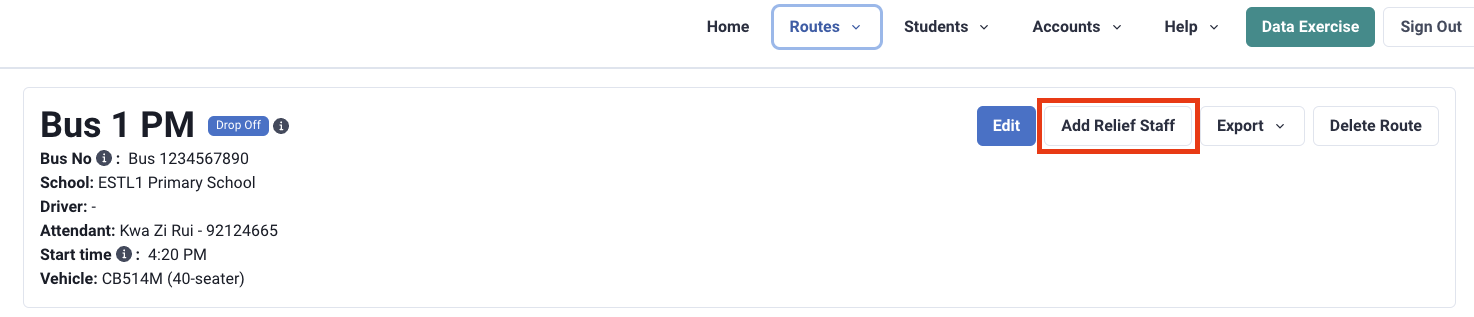 Home Routes Students Accounts Help Data Exercise Sign Out
Bus 1 PM Drop Off Edit Add Relief Staff Export Delete Route
Bus No : Bus 1234567890
School: ESTL1 Primary School
Driver: -
Attendant: Kwa Zi Rui - 92124665
Start time : 4:20 PM
Vehicle: CB514M (40-seater)